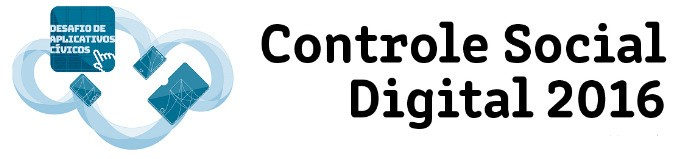 DESAFIO DE
APLICATIVOS
CÍVICOS
Controle Social
Digital 2016